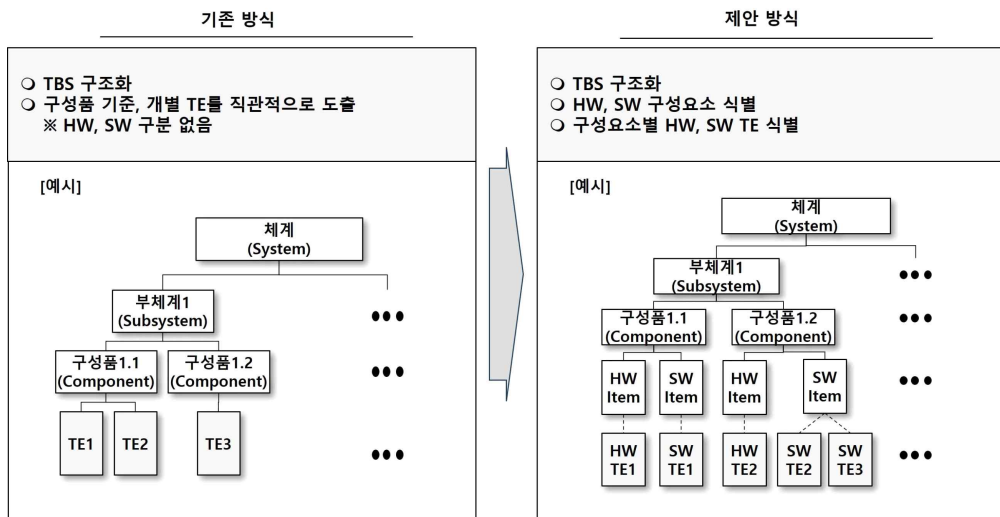 기존 방식
○ TBS 구조화
○ 구성품 기준, 개별 TE를 직관적으로 도출
※ HW, SW 구분 없음
[예시]
체계
(System)
부체계1
(Subsystem)
●●●
구성품1.1
(Component)
구성품1.2
(Component)
●●●
TE1
TE2
TE3
●●●
제안 방식
○ TBS 구조화
○ HW, SW 구성요소 식별
○ 구성요소별 HW, SW TE 식별
[예시]
체계
(System)
부체계1
(Subsystem)
●●●
구성품1.1
(Component)
구성품1.2
(Component)
●●●
HW
Item
SW
Item
HW
Item
SW
Item
●●●
HW
TE1
SW
TE1
HW
TE2
SW
TE2
SW
TE3
●●●